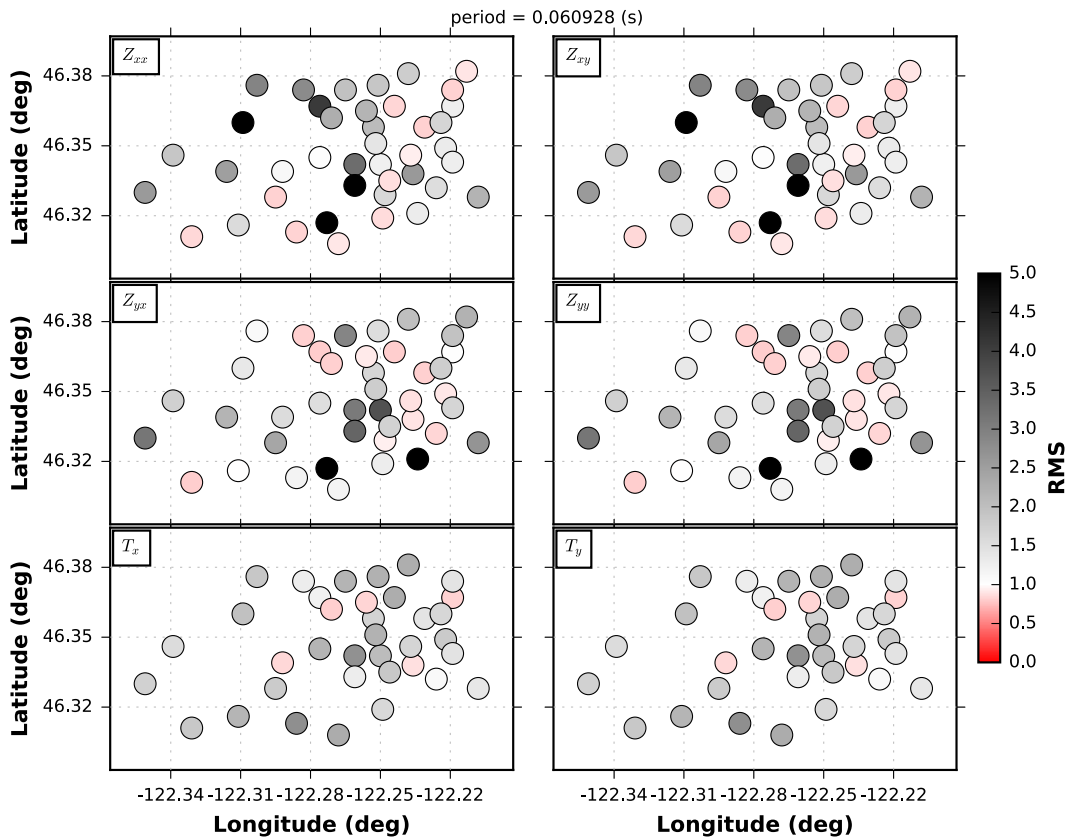 period = 0.060928 (s)
Z_xx
Z_xy
46.38
46.35
46.32
Latitude (deg)
Z_yx
Z_yy
46.38
46.35
46.32
Latitude (deg)
T_x
T_y
46.38
46.35
46.32
Latitude (deg)
-122.34 -122.31 -122.28 -122.25 -122.22
-122.34 -122.31 -122.28 -122.25 -122.22
Longitude (deg)
Longitude (deg)
5.0
4.5
4.0
3.5
3.0
2.5
2.0
1.5
1.0
0.5
0.0
RMS